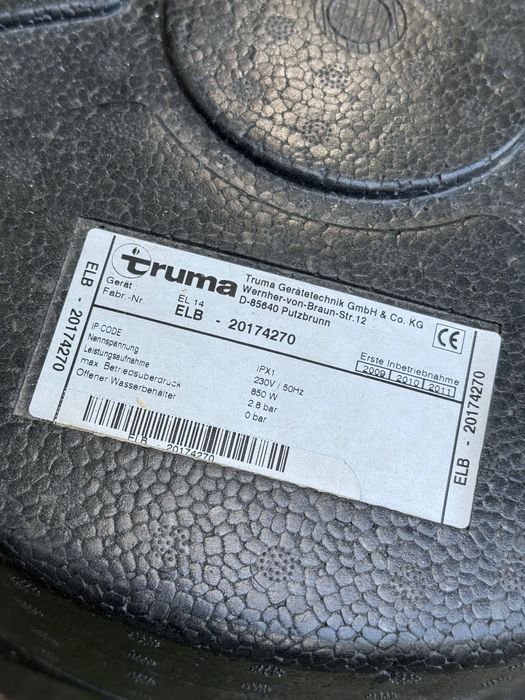 truma
Truma Gerätetechnik GmbH & Co. KG
Wernher-von-Braun-Str.12
D-85640 Putzbrunn
CE
Gerät EL 14
Fabr.-Nr. ELB - 20174270
Erste Inbetriebnahme
2009 2010 2011
IP.CODE IPX1
Nennspannung 230V / 50Hz
Leistungsaufnahme 850 W
max. Betriebsüberdruck 2.8 bar
Offener Wasserbehälter 0 bar
ELB - 20174270
ELB - 20174270
ELB - 20174270